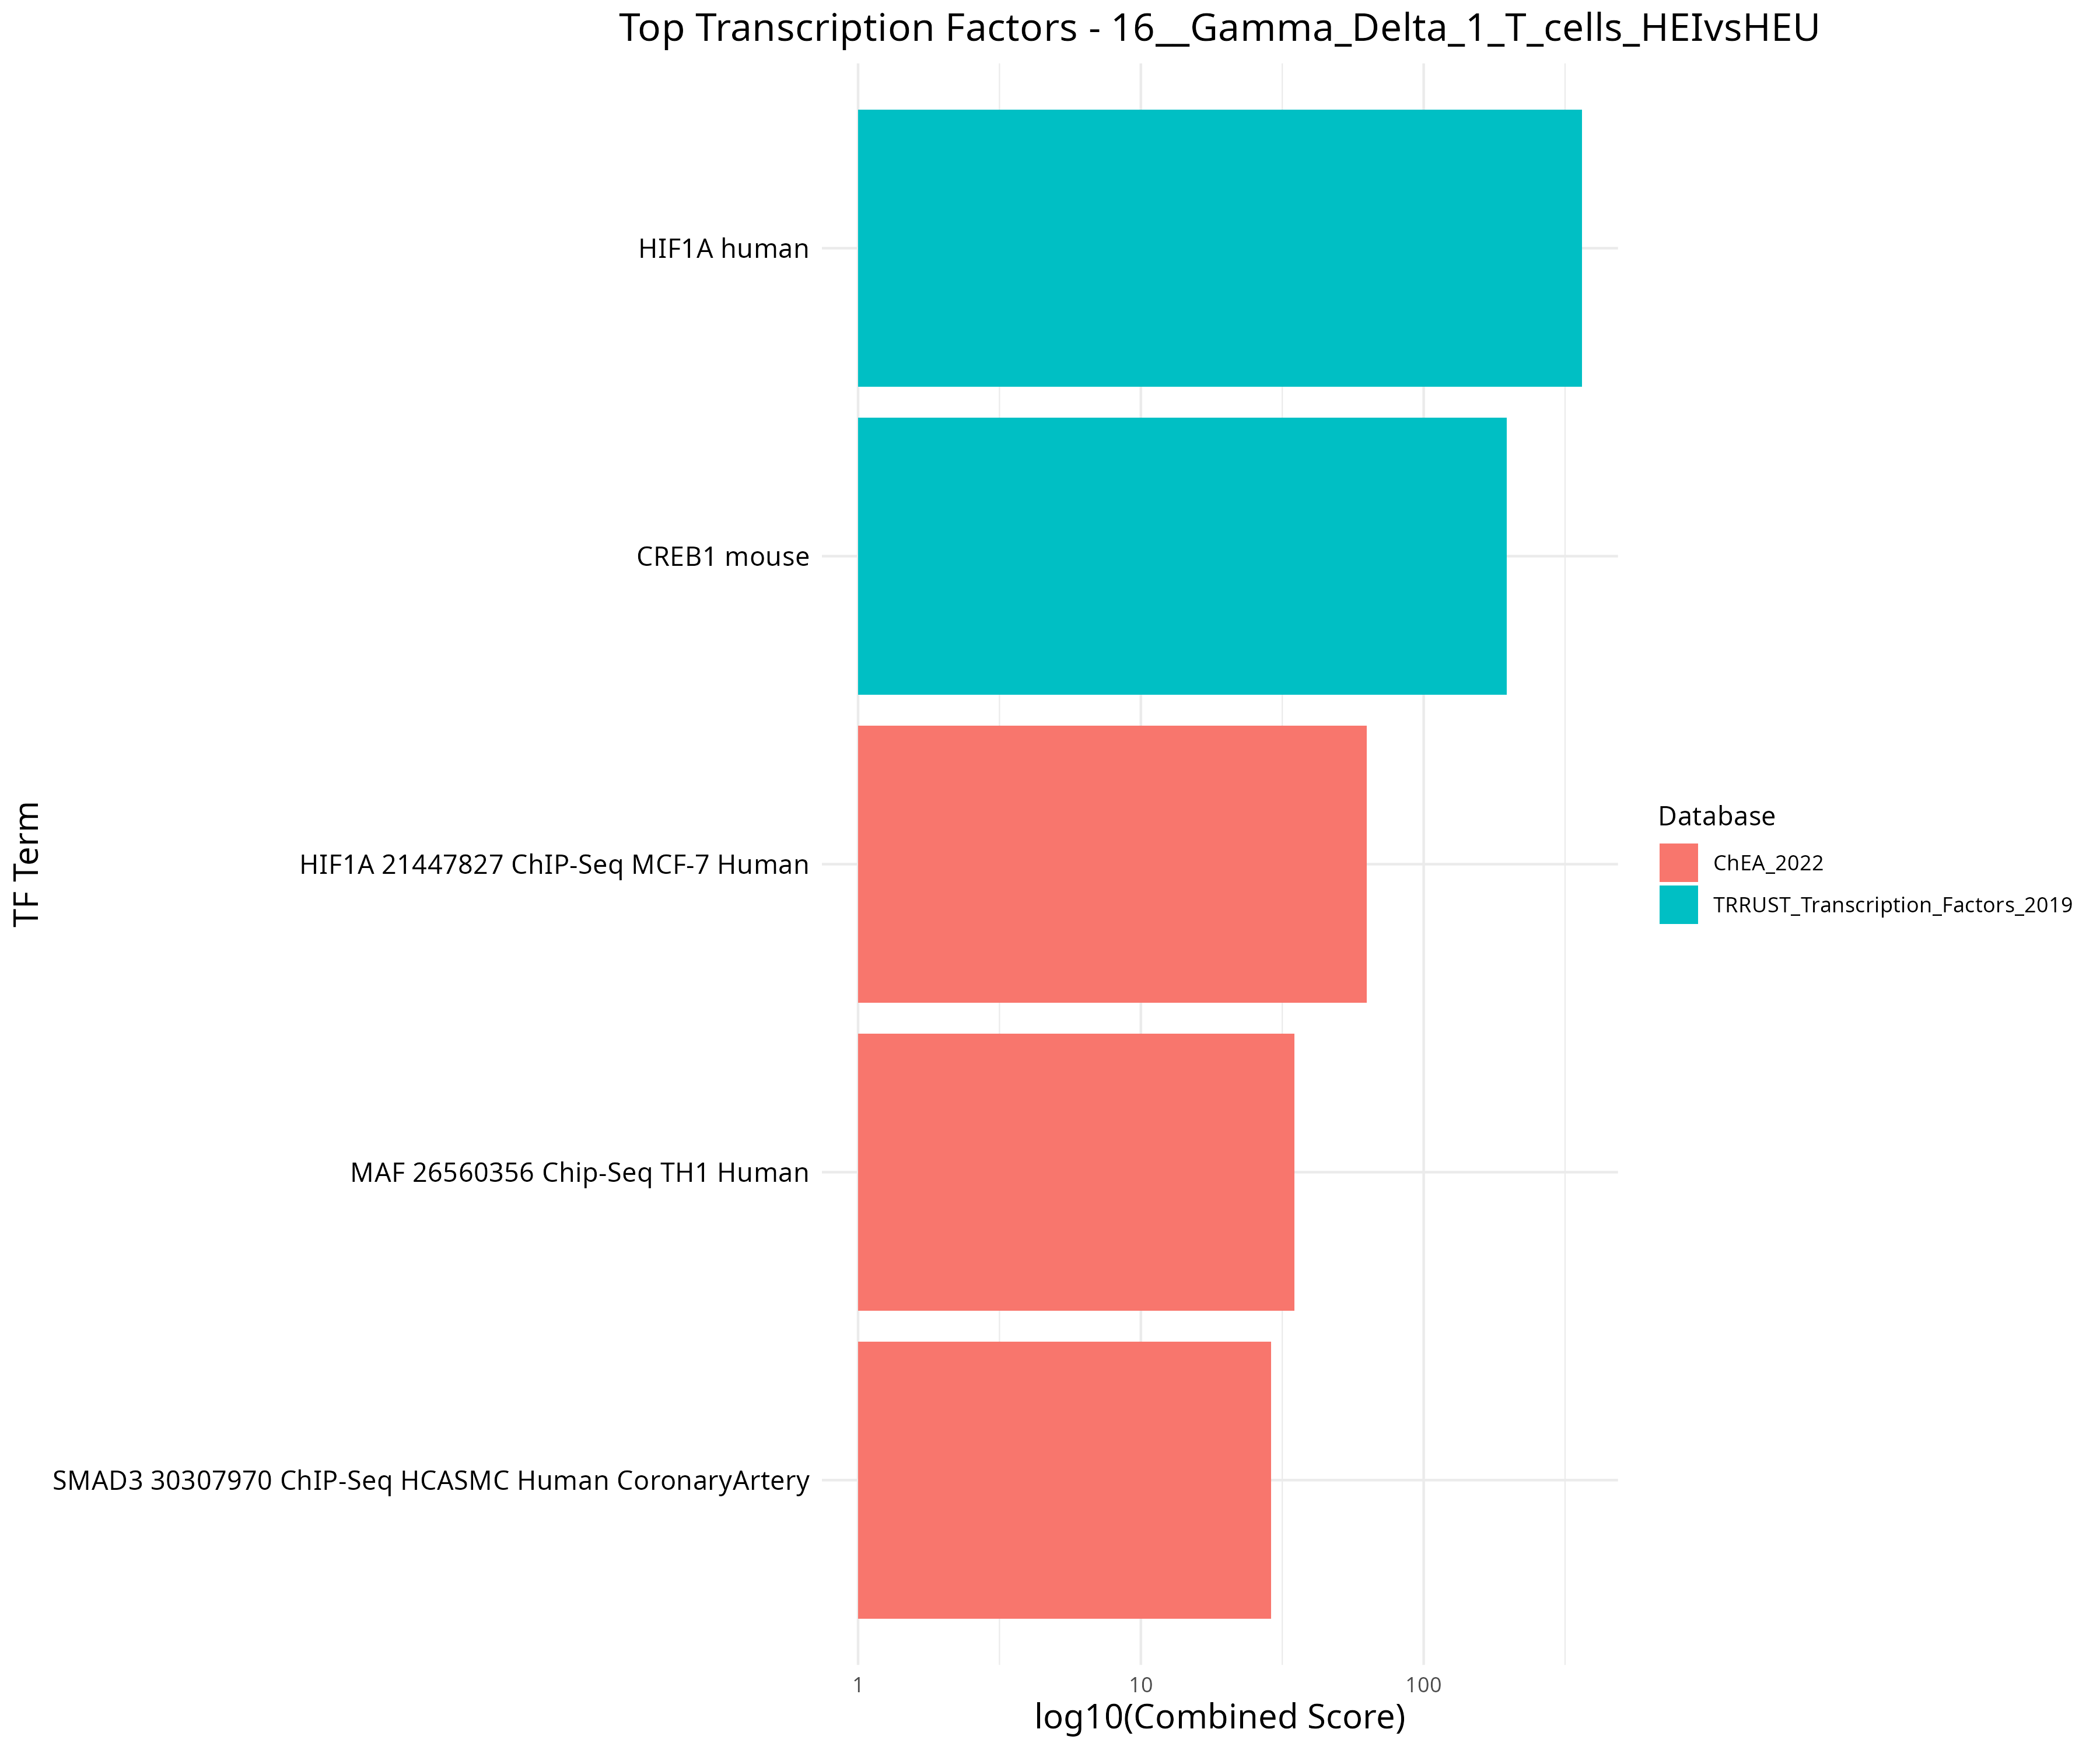 Top Transcription Factors - 16__Gamma_Delta_1_T_cells_HEIvsHEU
TF Term
HIF1A human
CREB1 mouse
HIF1A 21447827 ChIP-Seq MCF-7 Human
MAF 26560356 Chip-Seq TH1 Human
SMAD3 30307970 ChIP-Seq HCASMC Human CoronaryArtery
1 10 100
log10(Combined Score)
Database
ChEA_2022
TRRUST_Transcription_Factors_2019